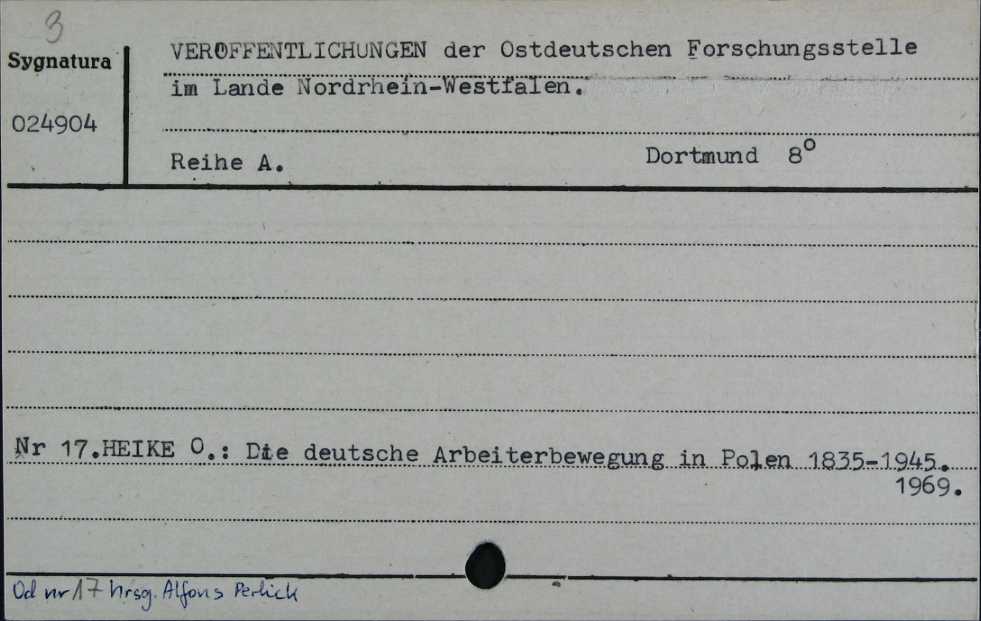 3
Sygnatura
VERÖFFENTLICHUNGEN der Ostdeutschen Forschungsstelle
im Lande Nordrhein-Westfalen.
024904
Reihe A. Dortmund 8°
Nr 17.HEIKE O.: Die deutsche Arbeiterbewegung in Polen 1835-1945.
1969.
Od nr 17 hrsg. Alfons Perlick